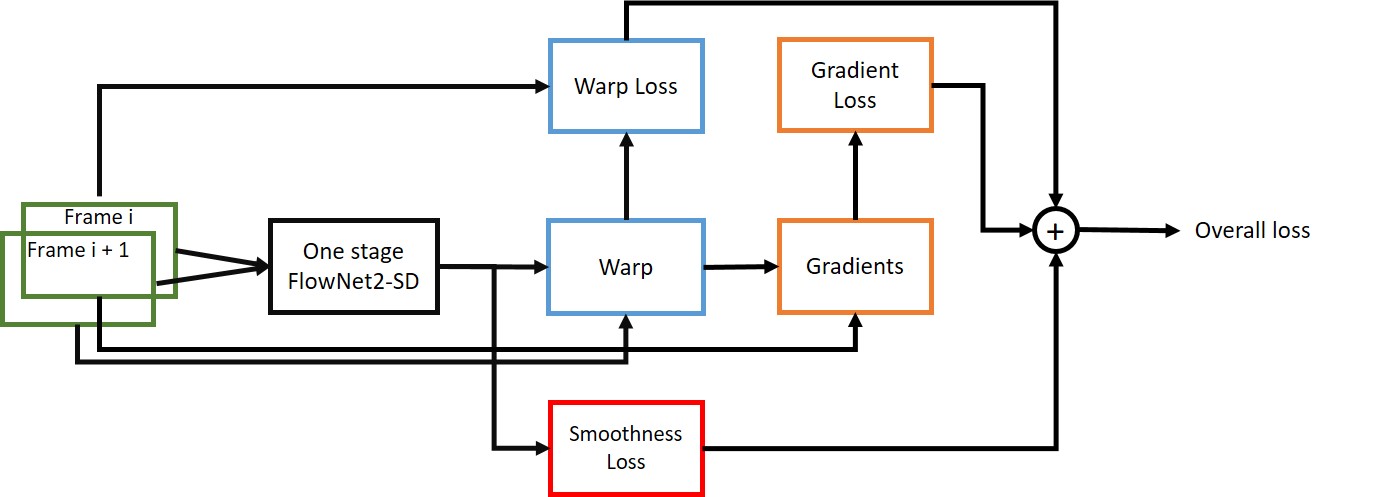 Warp Loss
Gradient
Loss
Frame i
Frame i + 1
One stage
FlowNet2-SD
Warp
Gradients
+
Overall loss
Smoothness
Loss